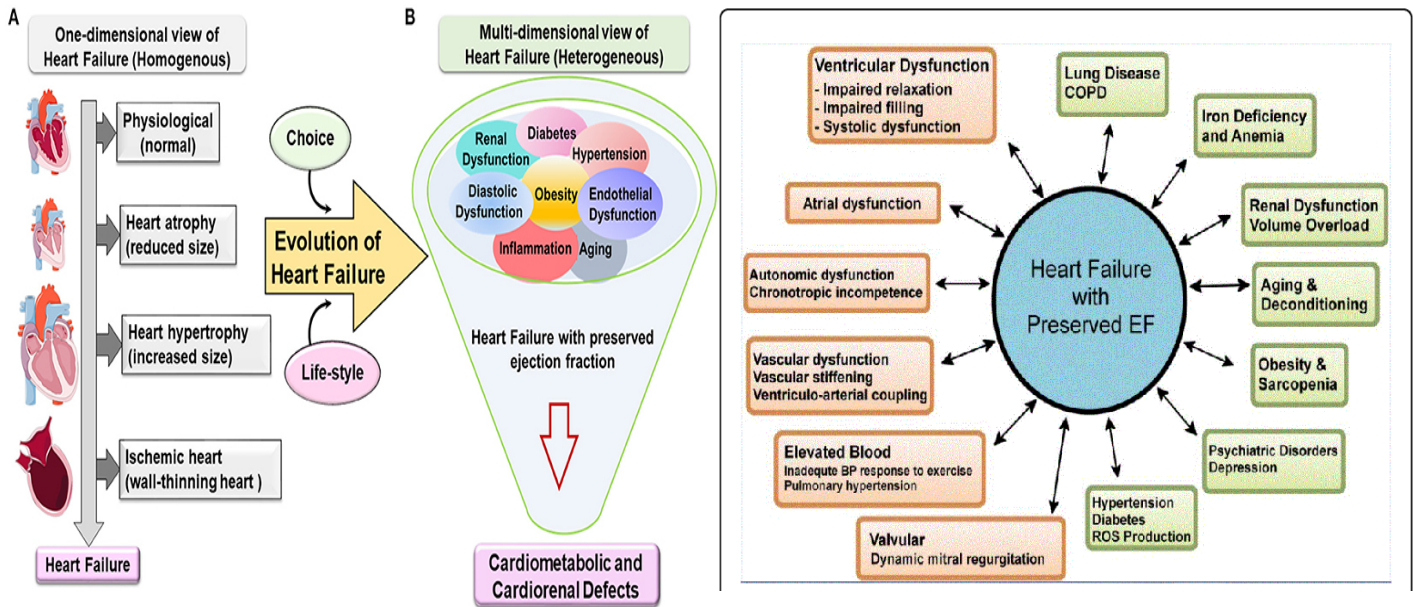 A
One-dimensional view of
Heart Failure (Homogenous)
Physiological
(normal)
Heart atrophy
(reduced size)
Heart hypertrophy
(increased size)
Ischemic heart
(wall-thinning heart )
Heart Failure
Choice
Evolution of
Heart Failure
Life-style
B
Multi-dimensional view of
Heart Failure (Heterogeneous)
Diabetes
Renal
Dysfunction
Hypertension
Diastolic
Dysfunction
Obesity
Endothelial
Dysfunction
Inflammation
Aging
Heart Failure with preserved
ejection fraction
Cardiometabolic and
Cardiorenal Defects
Ventricular Dysfunction
- Impaired relaxation
- Impaired filling
- Systolic dysfunction
Atrial dysfunction
Autonomic dysfunction
Chronotropic incompetence
Vascular dysfunction
Vascular stiffening
Ventriculo-arterial coupling
Elevated Blood
Inadequte BP response to exercise
Pulmonary hypertension
Valvular
Dynamic mitral regurgitation
Heart Failure
with
Preserved EF
Lung Disease
COPD
Iron Deficiency
and Anemia
Renal Dysfunction
Volume Overload
Aging &
Deconditioning
Obesity &
Sarcopenia
Psychiatric Disorders
Depression
Hypertension
Diabetes
ROS Production